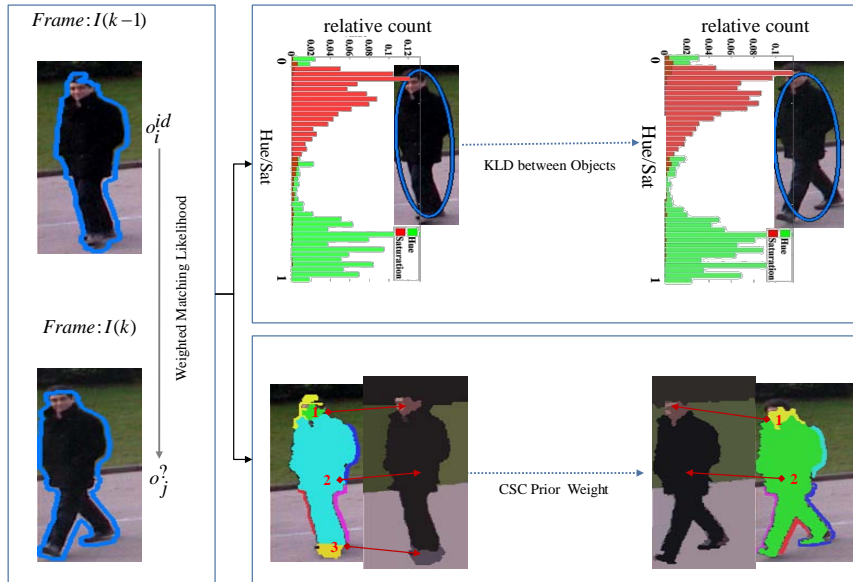 Frame: I(k−1)
o_i^{id}
Weighted Matching Likelihood
Frame: I(k)
o_j^?
relative count
0 0.02 0.04 0.06 0.08 0.1 0.12
0
Hue/Sat
1
Hue
Saturation
KLD between Objects
relative count
0 0.02 0.04 0.06 0.08 0.1
0
Hue/Sat
1
Hue
Saturation
1
2
3
CSC Prior Weight
1
2